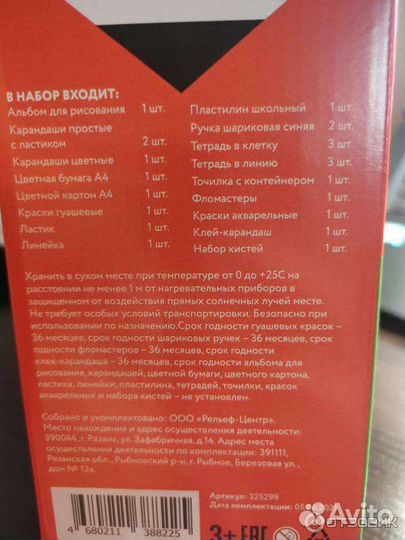 В НАБОР ВХОДИТ:
Альбом для рисования 1 шт.
Карандаши простые
с ластиком 2 шт.
Карандаши цветные 1 шт.
Цветная бумага А4 1 шт.
Цветной картон А4 1 шт.
Краски гуашевые 1 шт.
Ластик 1 шт.
Линейка 1 шт.
Пластилин школьный 1 шт.
Ручка шариковая синяя 2 шт.
Тетрадь в клетку 3 шт.
Тетрадь в линию 3 шт.
Точилка с контейнером 1 шт.
Фломастеры 1 шт.
Краски акварельные 1 шт.
Клей-карандаш 1 шт.
Набор кистей 1 шт.
Хранить в сухом месте при температуре от 0 до +25С на
расстоянии не менее 1 м от нагревательных приборов в
защищенном от воздействия прямых солнечных лучей месте.
Не требует особых условий транспортировки. Безопасно при
использовании по назначению.Срок годности гуашевых красок –
36 месяцев, срок годности шариковых ручек – 36 месяцев, срок
годности фломастеров – 36 месяцев, срок годности
клея-карандаша – 36 месяцев, срок годности альбома для
рисования, карандашей, цветной бумаги, цветного картона,
ластика, линейки, пластилина, тетрадей, точилки, красок
акварельных и набора кистей – не установлен.
Собрано и укомплектовано: ООО «Рельеф-Центр».
Место нахождения и адрес осуществления деятельности:
390044, г. Рязань, ул. Зафабричная, д.14. Адрес места
осуществления деятельности по комплектованию: 391111,
Рязанская обл., Рыбновский р-н, г. Рыбное, Березовая ул.,
дом № 13а.
Артикул: 325299
Дата комплектации:
4 680211 388225
3+ EAC
Avito
ОТЗОВИК